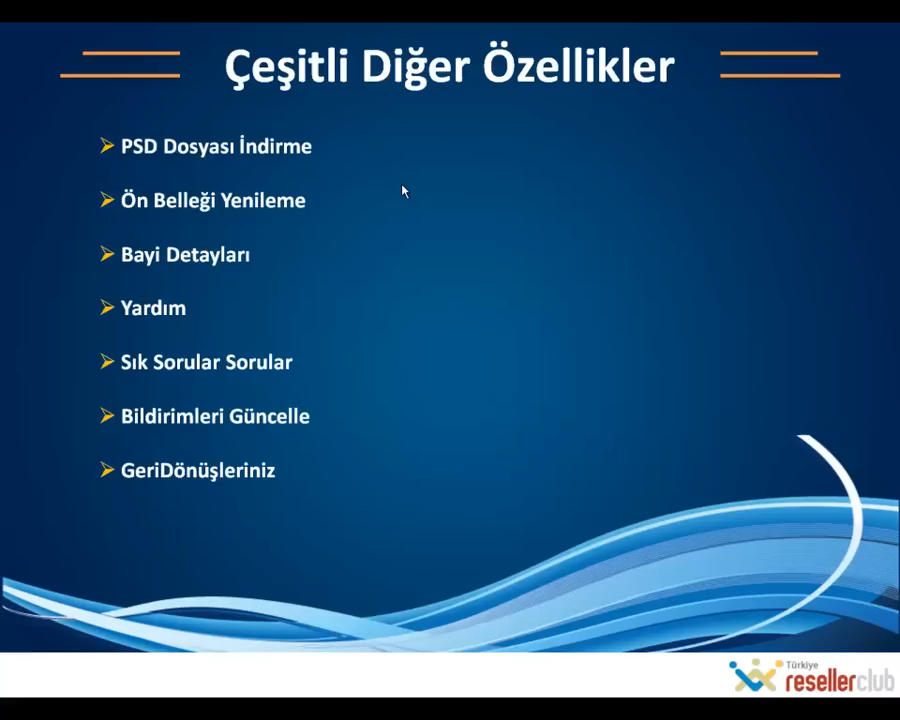 Çeşitli Diğer Özellikler
PSD Dosyası İndirme
Ön Belleği Yenileme
Bayi Detayları
Yardım
Sık Sorular Sorular
Bildirimleri Güncelle
GeriDönüşleriniz
Türkiye
resellerclub